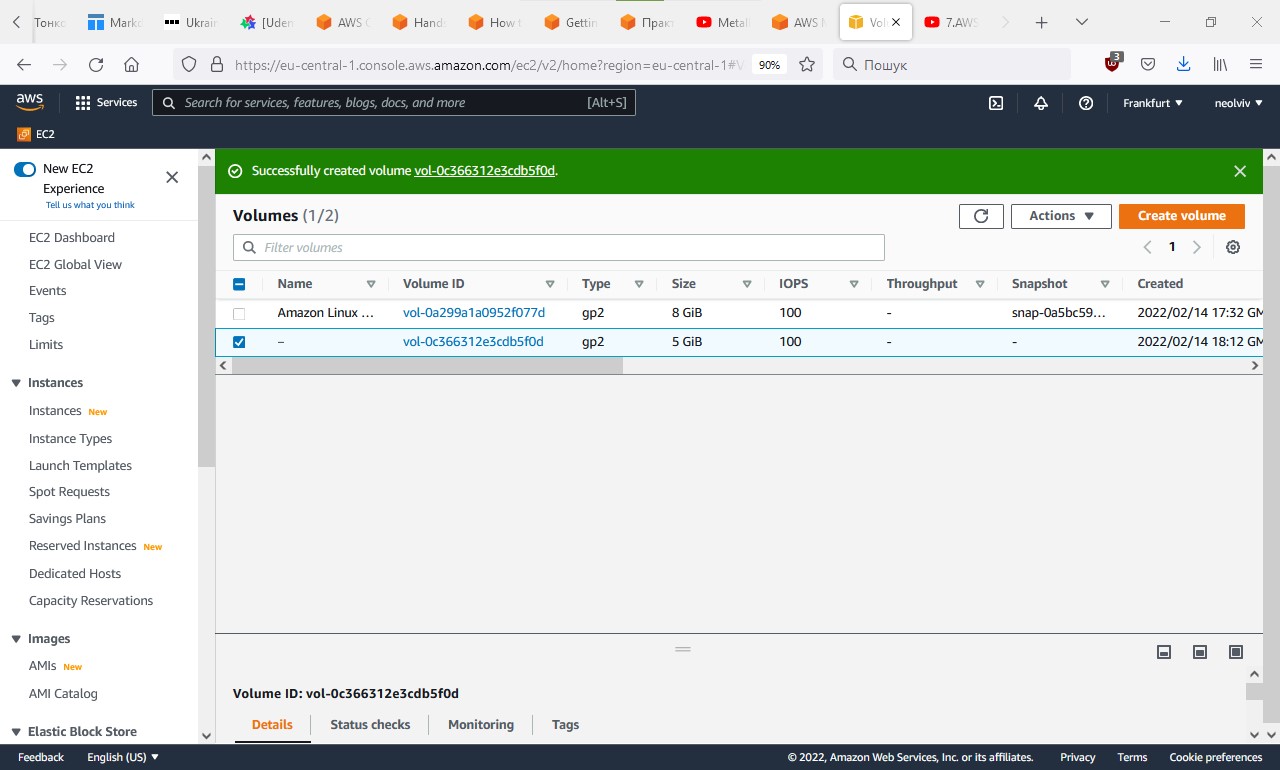 Тонко Mark Ukrain [Uden AWS C Hands How t Gettin Практ Metall AWS Vol 7.AWS
https://eu-central-1.console.aws.amazon.com/ec2/v2/home?region=eu-central-1# 90% Пошук 3
aws Services Search for services, features, blogs, docs, and more [Alt+S] Frankfurt neolviv
EC2
New EC2
Experience
Tell us what you think
EC2 Dashboard
EC2 Global View
Events
Tags
Limits
Instances
Instances New
Instance Types
Launch Templates
Spot Requests
Savings Plans
Reserved Instances New
Dedicated Hosts
Capacity Reservations
Images
AMIs New
AMI Catalog
Elastic Block Store
Successfully created volume vol-0c366312e3cdb5f0d.
Volumes (1/2) Actions Create volume
Filter volumes 1
Name Volume ID Type Size IOPS Throughput Snapshot Created
Amazon Linux ... vol-0a299a1a0952f077d gp2 8 GiB 100 - snap-0a5bc59... 2022/02/14 17:32 GM
– vol-0c366312e3cdb5f0d gp2 5 GiB 100 - - 2022/02/14 18:12 GM
Volume ID: vol-0c366312e3cdb5f0d
Details Status checks Monitoring Tags
Feedback English (US) © 2022, Amazon Web Services, Inc. or its affiliates. Privacy Terms Cookie preferences